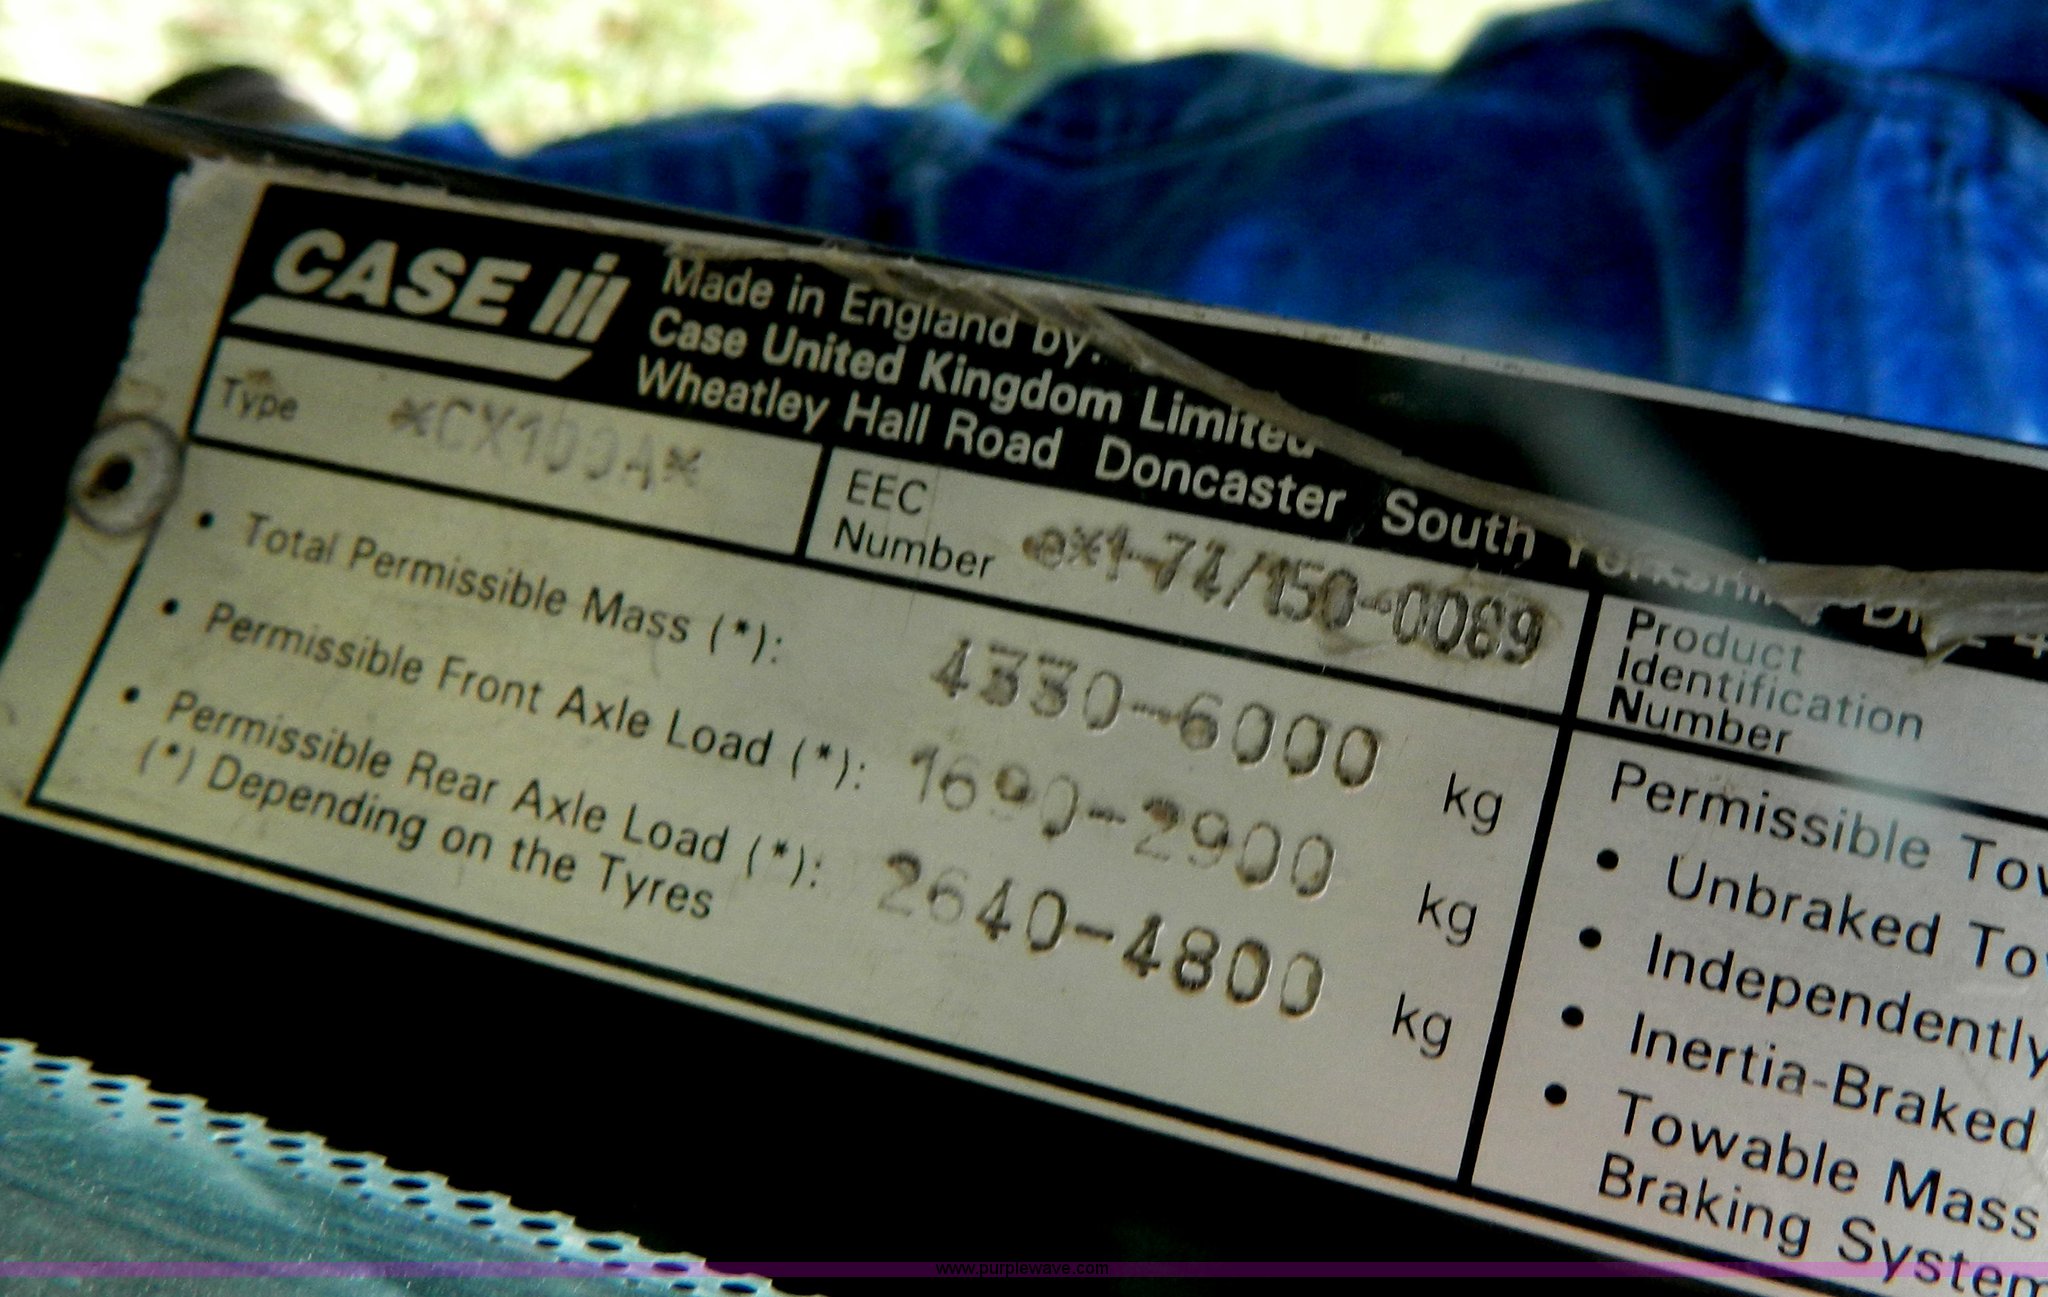 CASE III
Made in England by:
Case United Kingdom Limited
Wheatley Hall Road Doncaster South Yorkshire
Type *CX100A*
EEC
Number e*1-74/150-0089
Product
Identification
Number
• Total Permissible Mass (*): 4330-6000 kg
• Permissible Front Axle Load (*): 1690-2900 kg
• Permissible Rear Axle Load (*): 2640-4800 kg
(*) Depending on the Tyres
Permissible Tow
• Unbraked To
• Independently
• Inertia-Braked
• Towable Mass
Braking System
www.purplewave.com